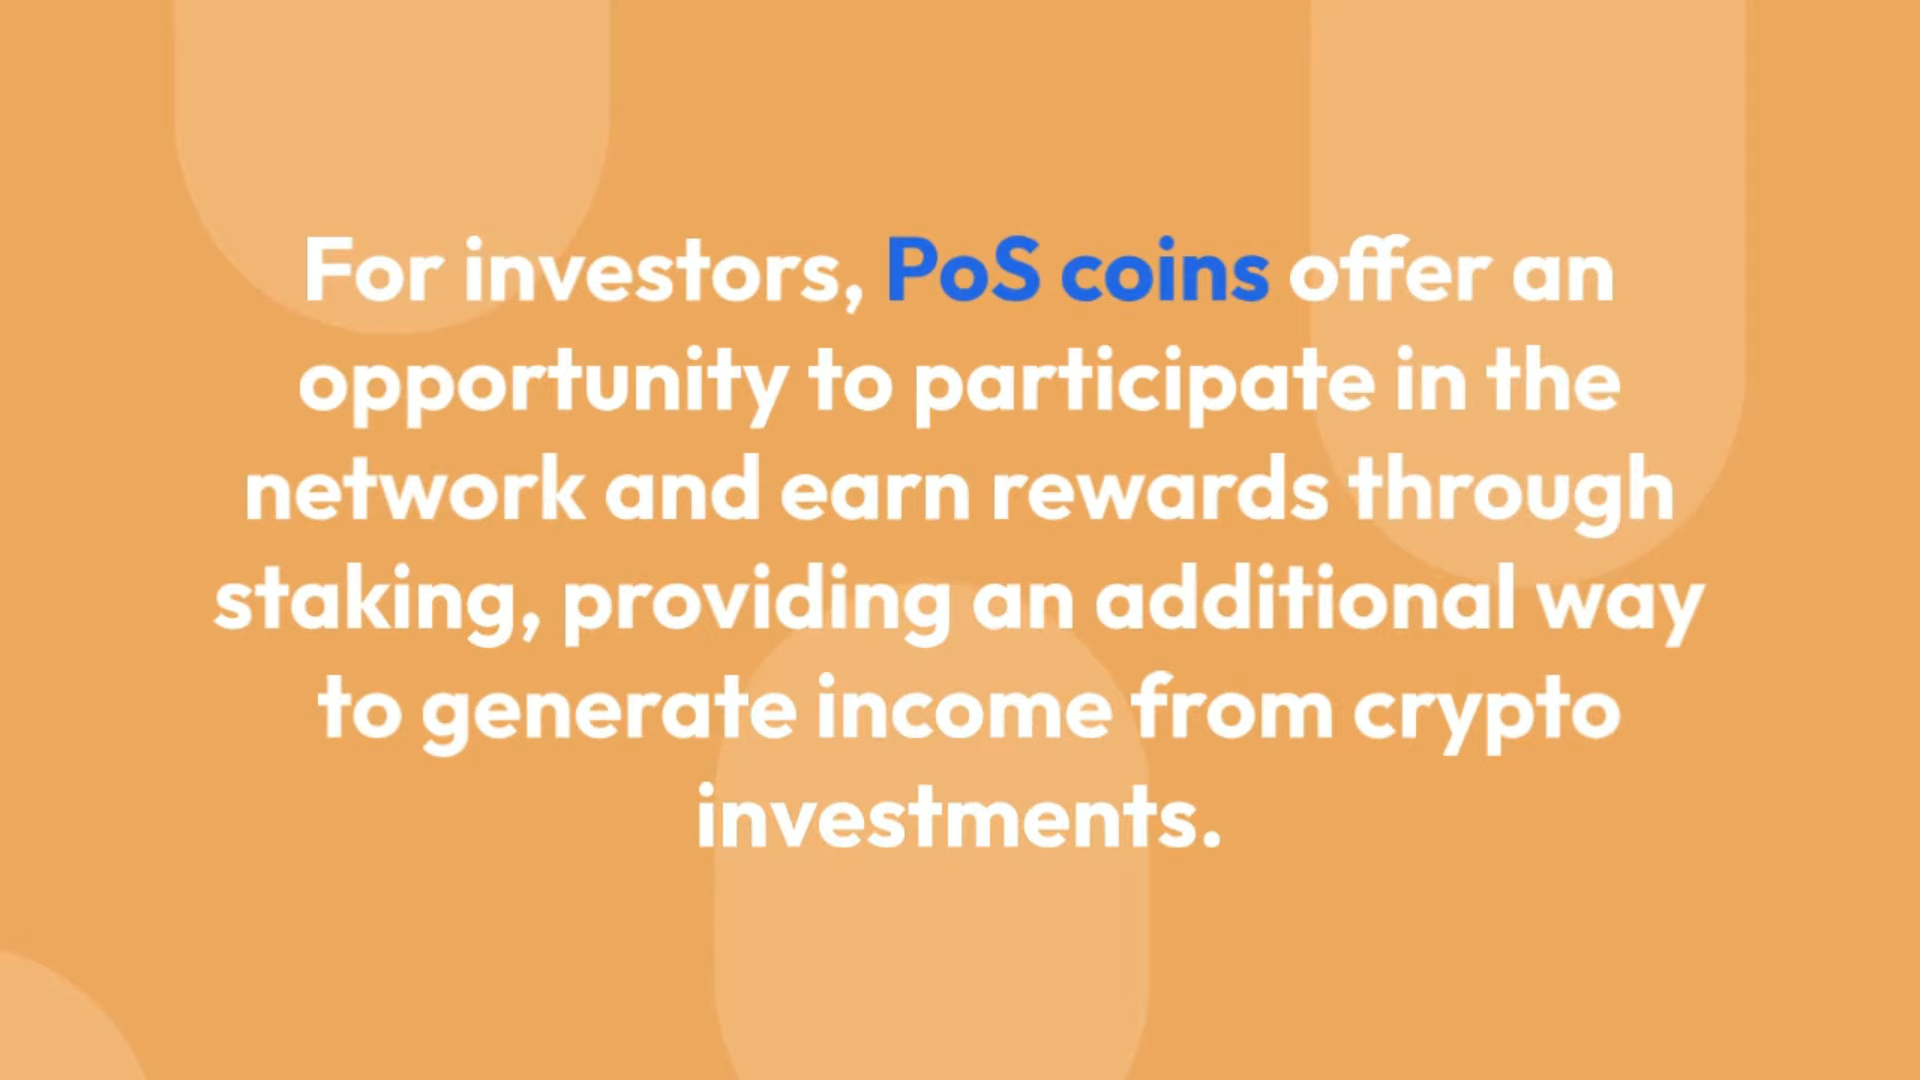 For investors, PoS coins offer an
opportunity to participate in the
network and earn rewards through
staking, providing an additional way
to generate income from crypto
investments.